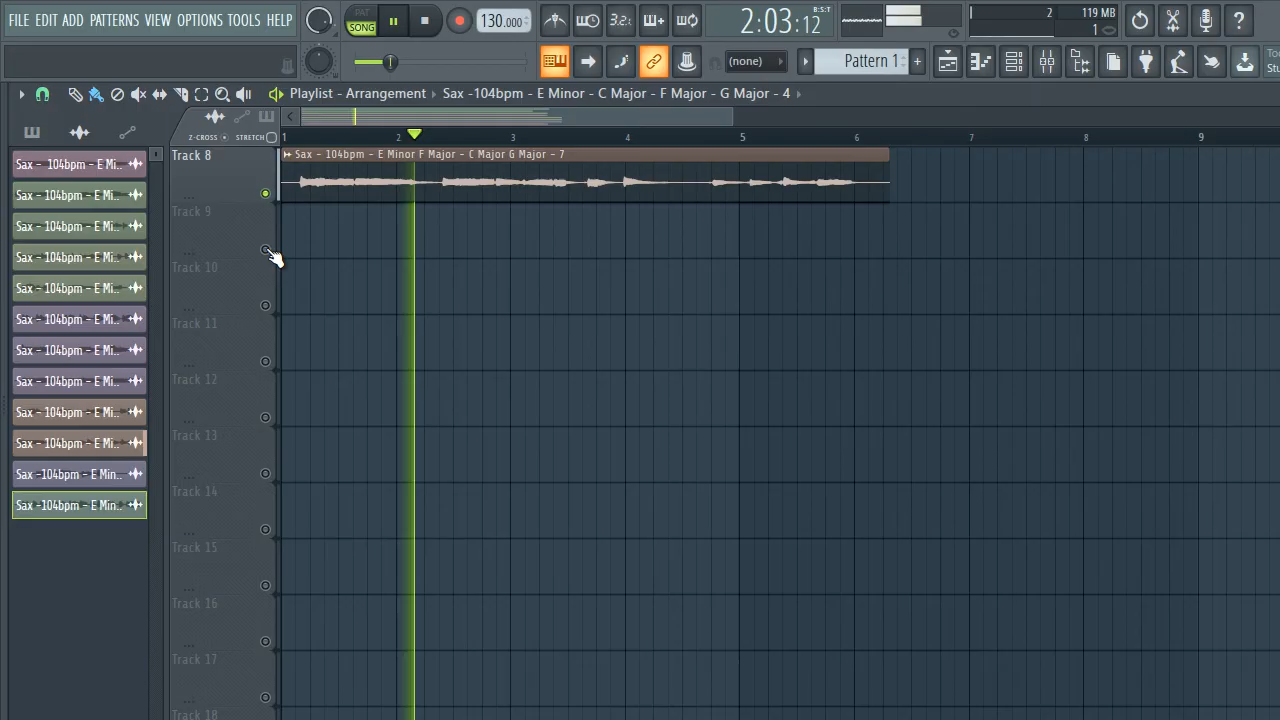 FILE EDIT ADD PATTERNS VIEW OPTIONS TOOLS HELP
PAT
SONG
130.000
3.2..
2:03:12
B:S:T
2
119 MB
1
(none)
Pattern 1
Playlist - Arrangement
Sax -104bpm - E Minor - C Major - F Major - G Major - 4
Z-CROSS
STRETCH
1 2 3 4 5 6 7 8 9
Sax - 104bpm - E Mi..
Sax - 104bpm - E Mi..
Sax - 104bpm - E Mi..
Sax - 104bpm - E Mi..
Sax - 104bpm - E Mi..
Sax - 104bpm - E Mi..
Sax - 104bpm - E Mi..
Sax - 104bpm - E Mi..
Sax - 104bpm - E Mi..
Sax - 104bpm - E Mi..
Sax -104bpm - E Min..
Sax -104bpm - E Min..
Track 8
Sax - 104bpm - E Minor F Major - C Major G Major - 7
Track 9
Track 10
Track 11
Track 12
Track 13
Track 14
Track 15
Track 16
Track 17
Track 18